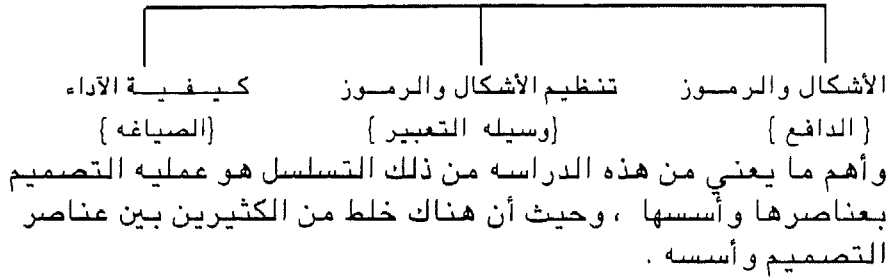 الأشكال والرموز تنظيم الأشكال والرموز كيفية الآداء
{ الدافع } {وسيله التعبير } {الصياغه }
وأهم ما يعني من هذه الدراسه من ذلك التسلسل هو عمليه التصميم
بعناصرها وأسسها ، وحيث أن هناك خلط من الكثيرين بين عناصر
التصميم وأسسه .